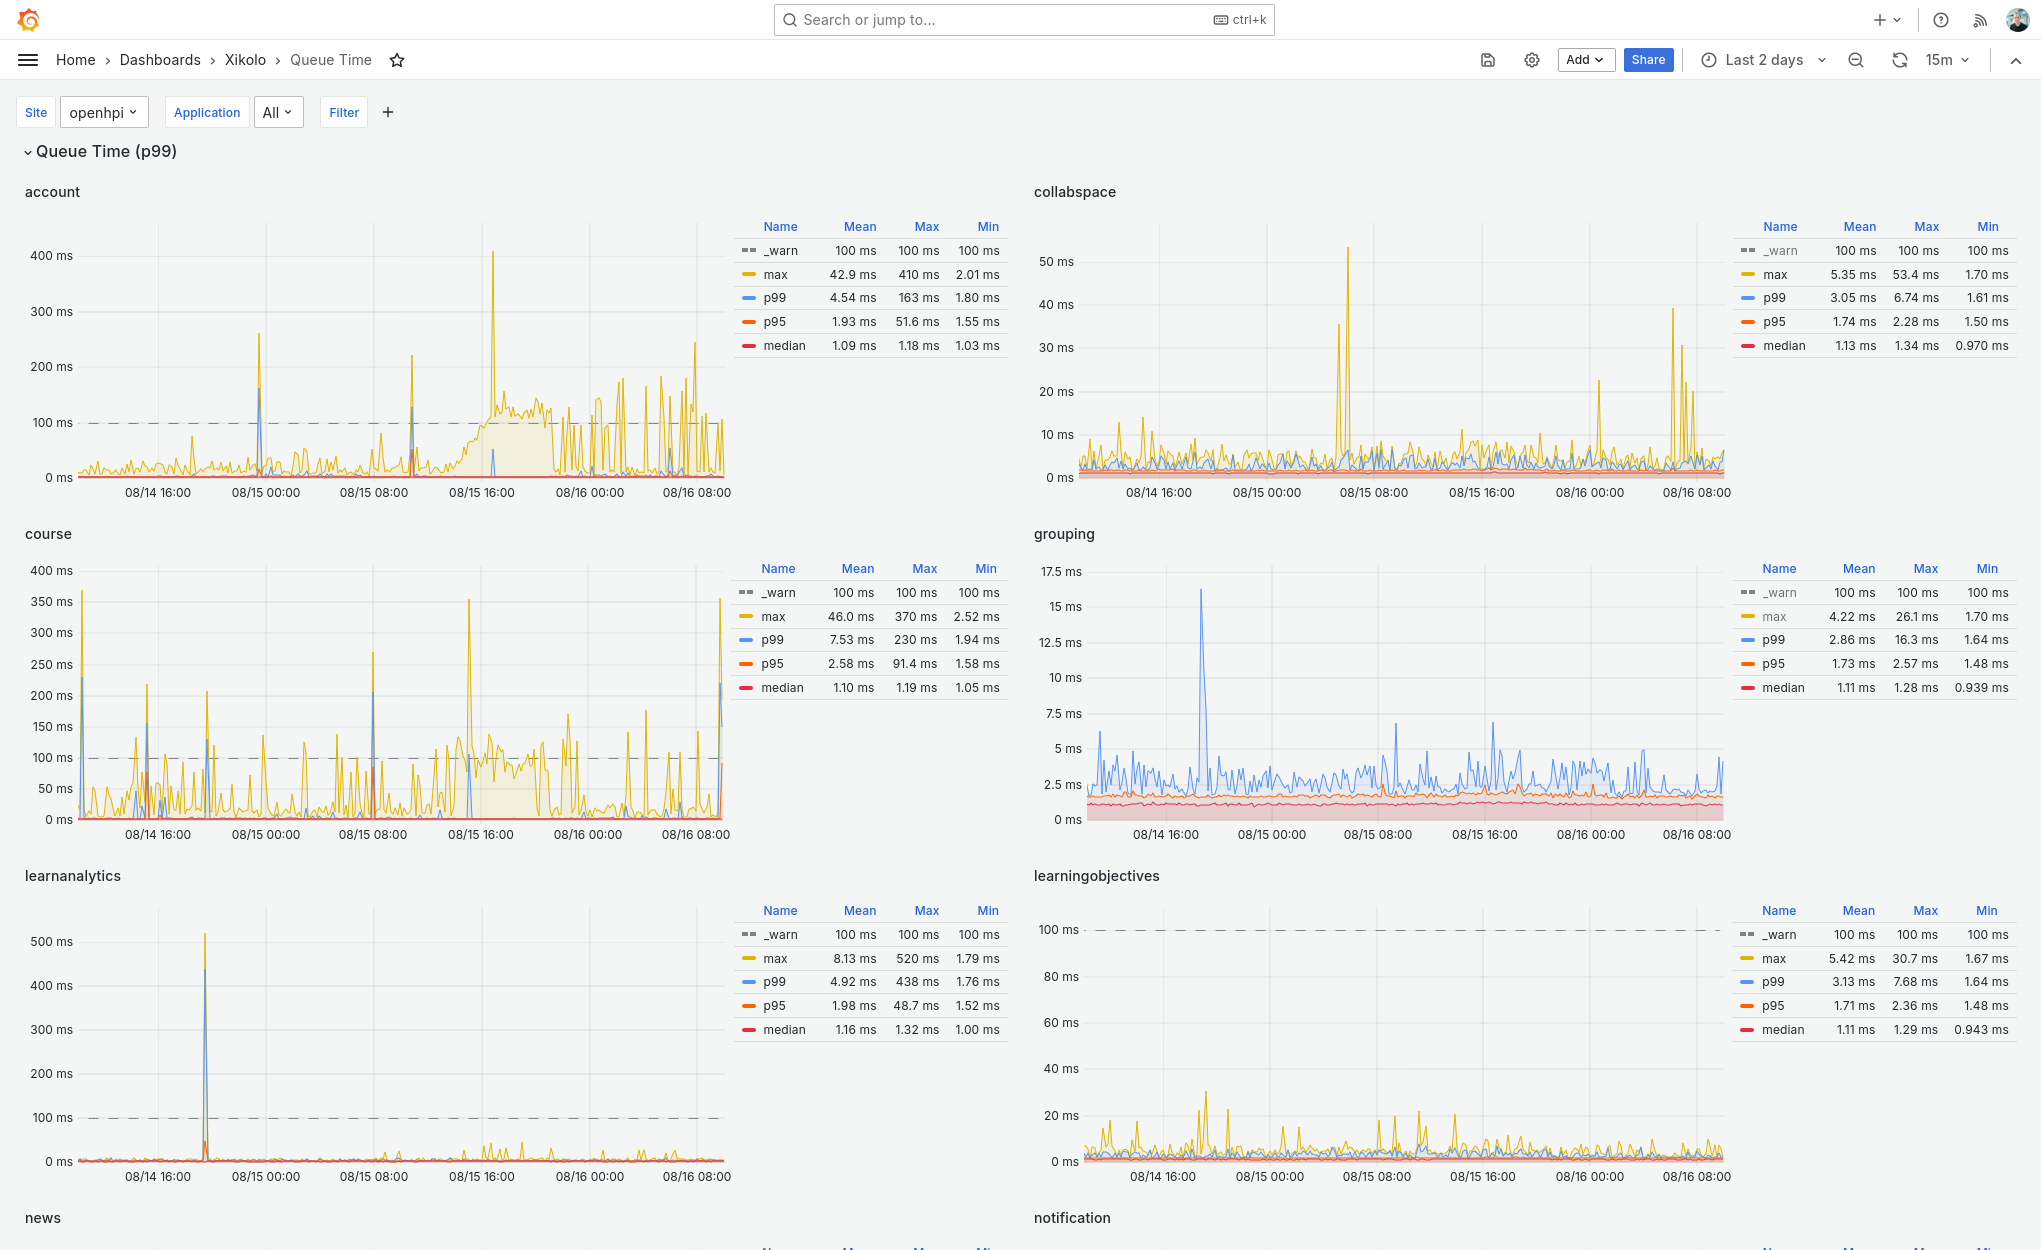 Search or jump to...
ctrl+k
Home › Dashboards › Xikolo › Queue Time
Add
Share
Last 2 days
15m
Site openhpi Application All Filter +
Queue Time (p99)
account
400 ms
300 ms
200 ms
100 ms
0 ms
08/14 16:00 08/15 00:00 08/15 08:00 08/15 16:00 08/16 00:00 08/16 08:00
Name Mean Max Min
_warn 100 ms 100 ms 100 ms
max 42.9 ms 410 ms 2.01 ms
p99 4.54 ms 163 ms 1.80 ms
p95 1.93 ms 51.6 ms 1.55 ms
median 1.09 ms 1.18 ms 1.03 ms
collabspace
50 ms
40 ms
30 ms
20 ms
10 ms
0 ms
08/14 16:00 08/15 00:00 08/15 08:00 08/15 16:00 08/16 00:00 08/16 08:00
Name Mean Max Min
_warn 100 ms 100 ms 100 ms
max 5.35 ms 53.4 ms 1.70 ms
p99 3.05 ms 6.74 ms 1.61 ms
p95 1.74 ms 2.28 ms 1.50 ms
median 1.13 ms 1.34 ms 0.970 ms
course
400 ms
350 ms
300 ms
250 ms
200 ms
150 ms
100 ms
50 ms
0 ms
08/14 16:00 08/15 00:00 08/15 08:00 08/15 16:00 08/16 00:00 08/16 08:00
Name Mean Max Min
_warn 100 ms 100 ms 100 ms
max 46.0 ms 370 ms 2.52 ms
p99 7.53 ms 230 ms 1.94 ms
p95 2.58 ms 91.4 ms 1.58 ms
median 1.10 ms 1.19 ms 1.05 ms
grouping
17.5 ms
15 ms
12.5 ms
10 ms
7.5 ms
5 ms
2.5 ms
0 ms
08/14 16:00 08/15 00:00 08/15 08:00 08/15 16:00 08/16 00:00 08/16 08:00
Name Mean Max Min
_warn 100 ms 100 ms 100 ms
max 4.22 ms 26.1 ms 1.70 ms
p99 2.86 ms 16.3 ms 1.64 ms
p95 1.73 ms 2.57 ms 1.48 ms
median 1.11 ms 1.28 ms 0.939 ms
learnanalytics
500 ms
400 ms
300 ms
200 ms
100 ms
0 ms
08/14 16:00 08/15 00:00 08/15 08:00 08/15 16:00 08/16 00:00 08/16 08:00
Name Mean Max Min
_warn 100 ms 100 ms 100 ms
max 8.13 ms 520 ms 1.79 ms
p99 4.92 ms 438 ms 1.76 ms
p95 1.98 ms 48.7 ms 1.52 ms
median 1.16 ms 1.32 ms 1.00 ms
learningobjectives
100 ms
80 ms
60 ms
40 ms
20 ms
0 ms
08/14 16:00 08/15 00:00 08/15 08:00 08/15 16:00 08/16 00:00 08/16 08:00
Name Mean Max Min
_warn 100 ms 100 ms 100 ms
max 5.42 ms 30.7 ms 1.67 ms
p99 3.13 ms 7.68 ms 1.64 ms
p95 1.71 ms 2.36 ms 1.48 ms
median 1.11 ms 1.29 ms 0.943 ms
news
notification